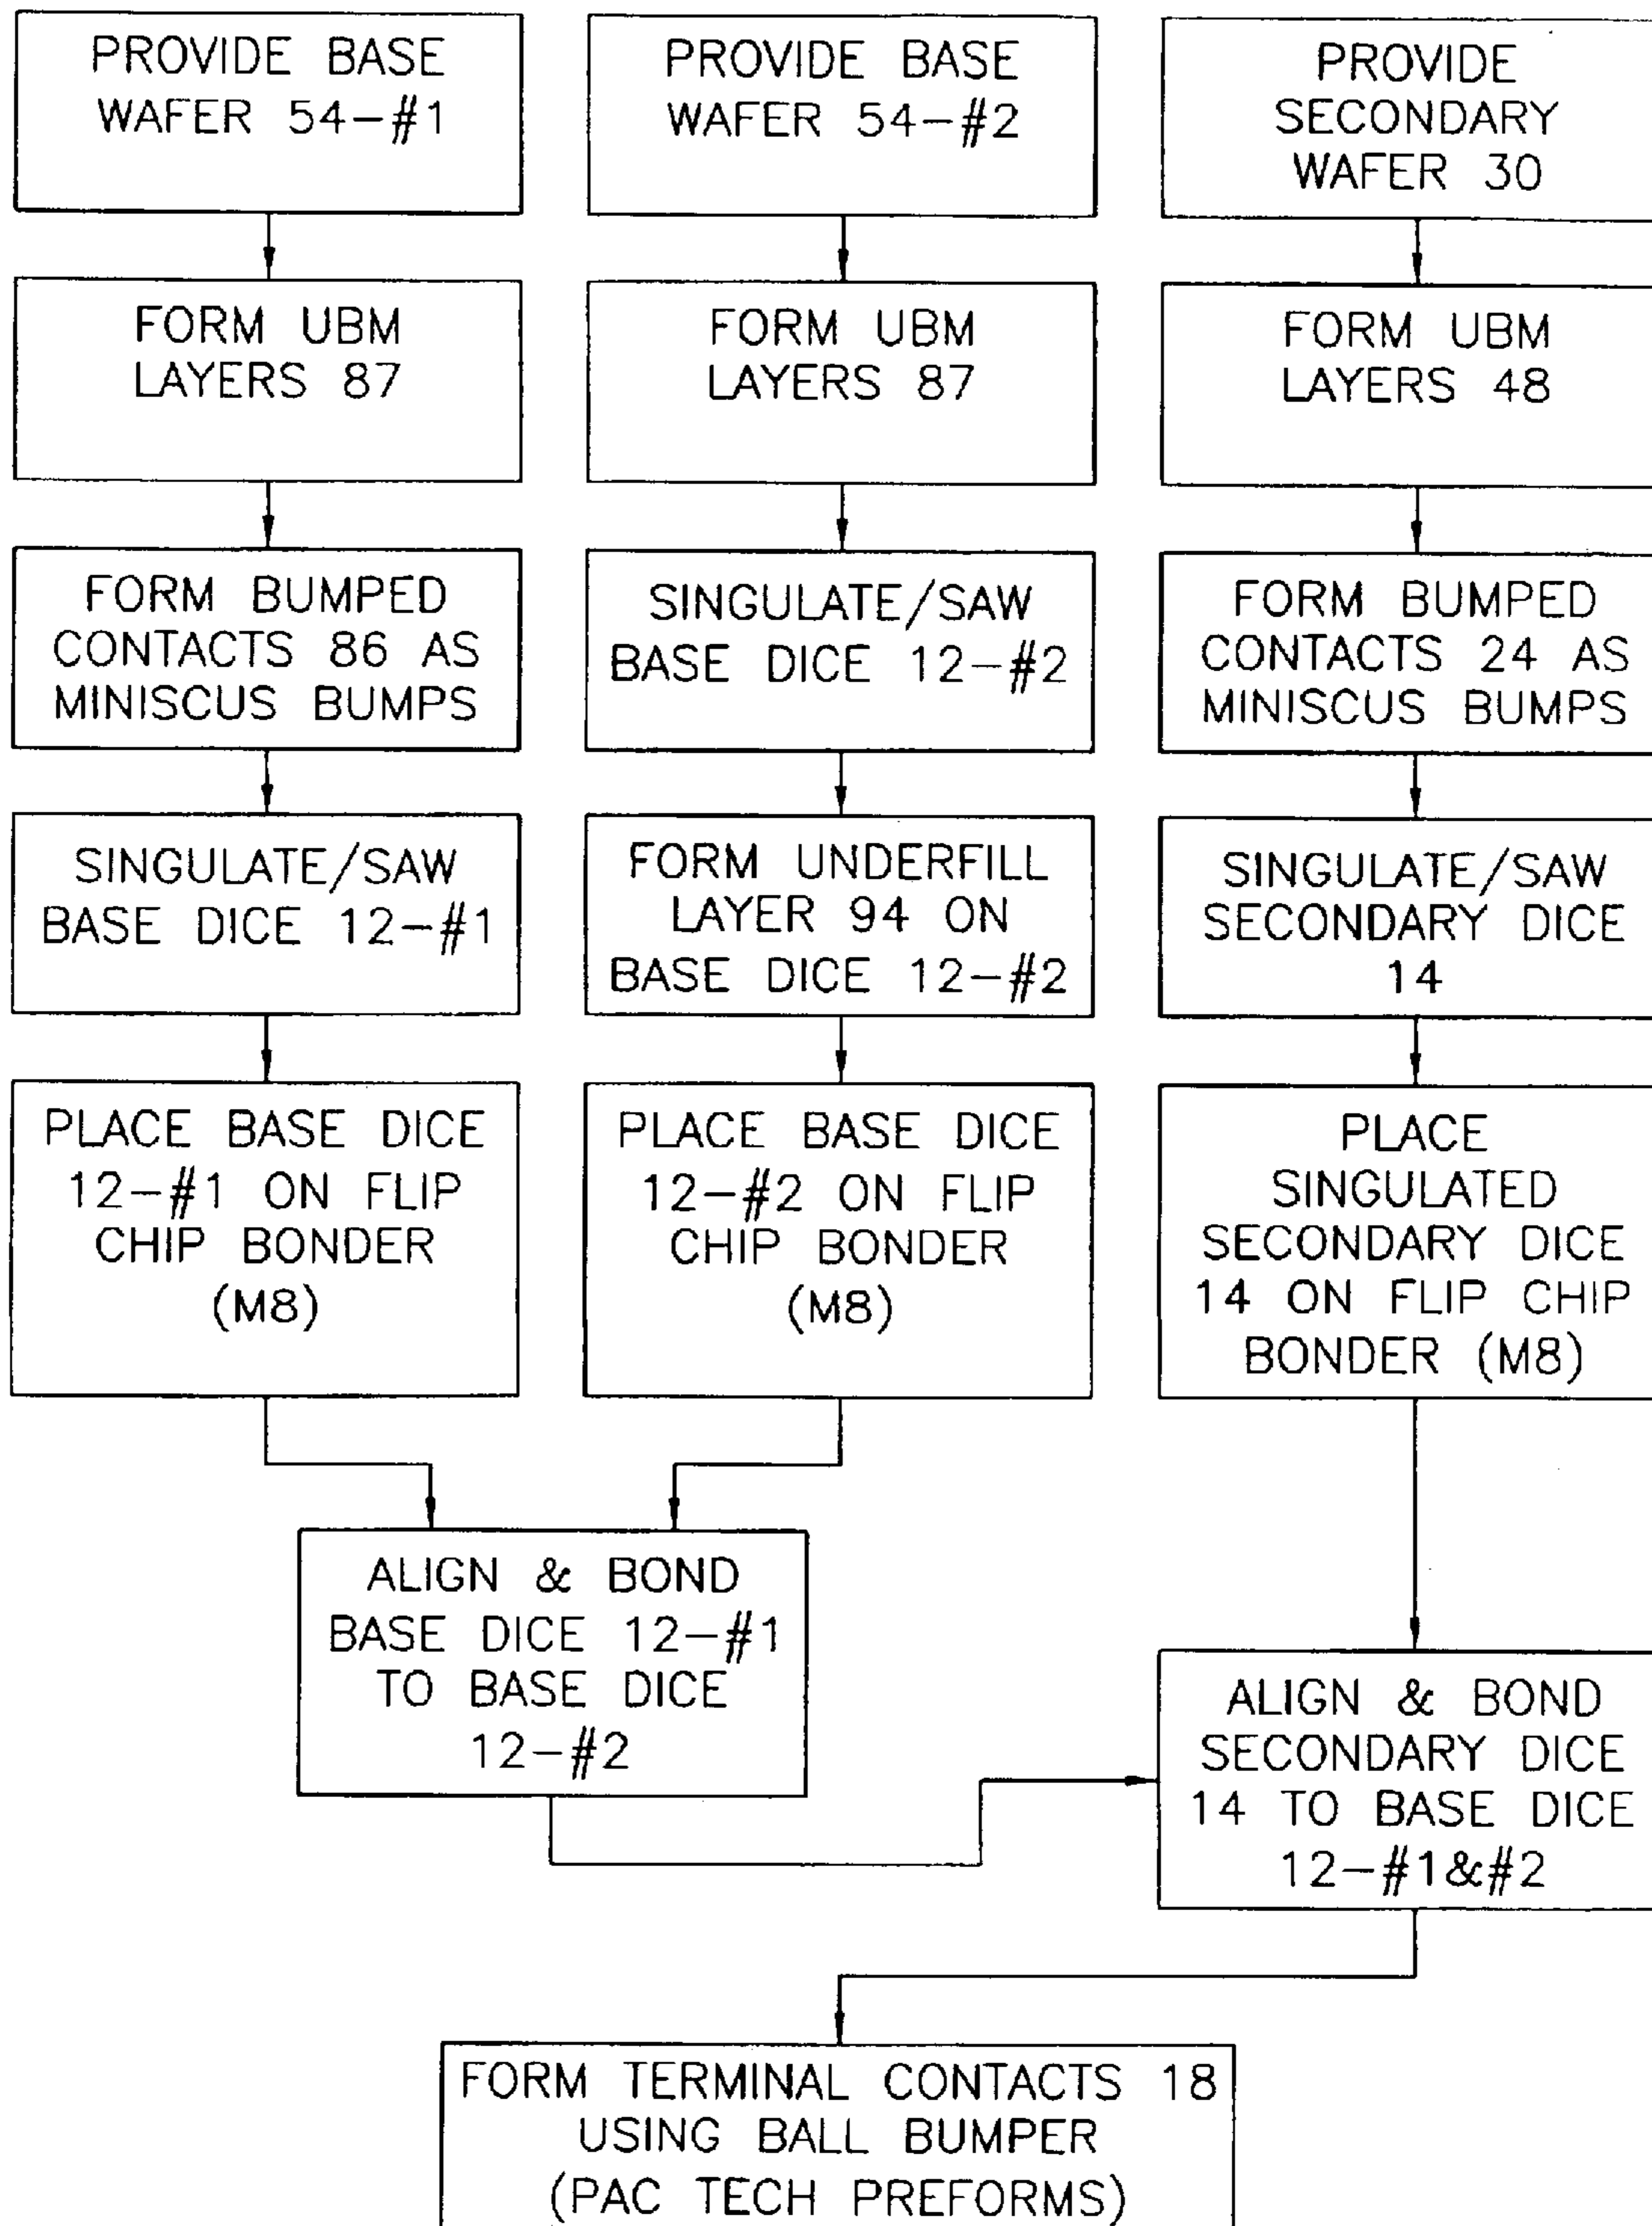 PROVIDE BASE
WAFER 54-#1
PROVIDE BASE
WAFER 54-#2
PROVIDE
SECONDARY
WAFER 30
FORM UBM
LAYERS 87
FORM UBM
LAYERS 87
FORM UBM
LAYERS 48
FORM BUMPED
CONTACTS 86 AS
MINISCUS BUMPS
SINGULATE/SAW
BASE DICE 12-#2
FORM BUMPED
CONTACTS 24 AS
MINISCUS BUMPS
SINGULATE/SAW
BASE DICE 12-#1
FORM UNDERFILL
LAYER 94 ON
BASE DICE 12-#2
SINGULATE/SAW
SECONDARY DICE
14
PLACE BASE DICE
12-#1 ON FLIP
CHIP BONDER
(M8)
PLACE BASE DICE
12-#2 ON FLIP
CHIP BONDER
(M8)
PLACE
SINGULATED
SECONDARY DICE
14 ON FLIP CHIP
BONDER (M8)
ALIGN & BOND
BASE DICE 12-#1
TO BASE DICE
12-#2
ALIGN & BOND
SECONDARY DICE
14 TO BASE DICE
12-#1&#2
FORM TERMINAL CONTACTS 18
USING BALL BUMPER
(PAC TECH PREFORMS)